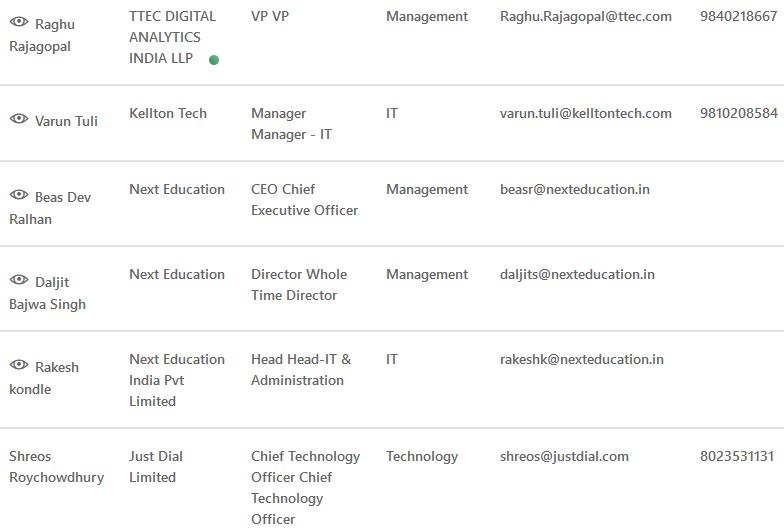 Raghu
Rajagopal
TTEC DIGITAL
ANALYTICS
INDIA LLP
VP VP
Management
Raghu.Rajagopal@ttec.com
9840218667
Varun Tuli
Kellton Tech
Manager
Manager - IT
IT
varun.tuli@kelltontech.com
9810208584
Beas Dev
Ralhan
Next Education
CEO Chief
Executive Officer
Management
beasr@nexteducation.in
Daljit
Bajwa Singh
Next Education
Director Whole
Time Director
Management
daljits@nexteducation.in
Rakesh
kondle
Next Education
India Pvt
Limited
Head Head-IT &
Administration
IT
rakeshk@nexteducation.in
Shreos
Roychowdhury
Just Dial
Limited
Chief Technology
Officer Chief
Technology
Officer
Technology
shreos@justdial.com
8023531131